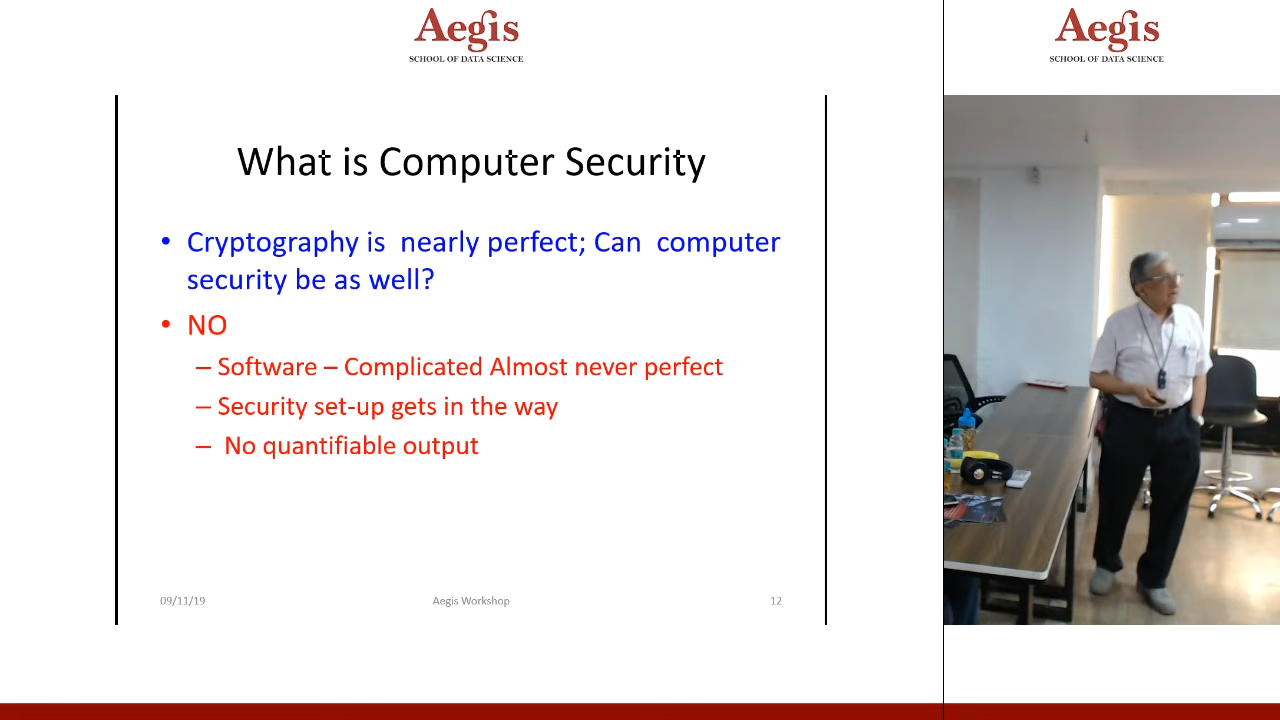 Aegis
SCHOOL OF DATA SCIENCE
Aegis
SCHOOL OF DATA SCIENCE
What is Computer Security
• Cryptography is nearly perfect; Can computer
security be as well?
• NO
– Software – Complicated Almost never perfect
– Security set-up gets in the way
– No quantifiable output
09/11/19
Aegis Workshop
12